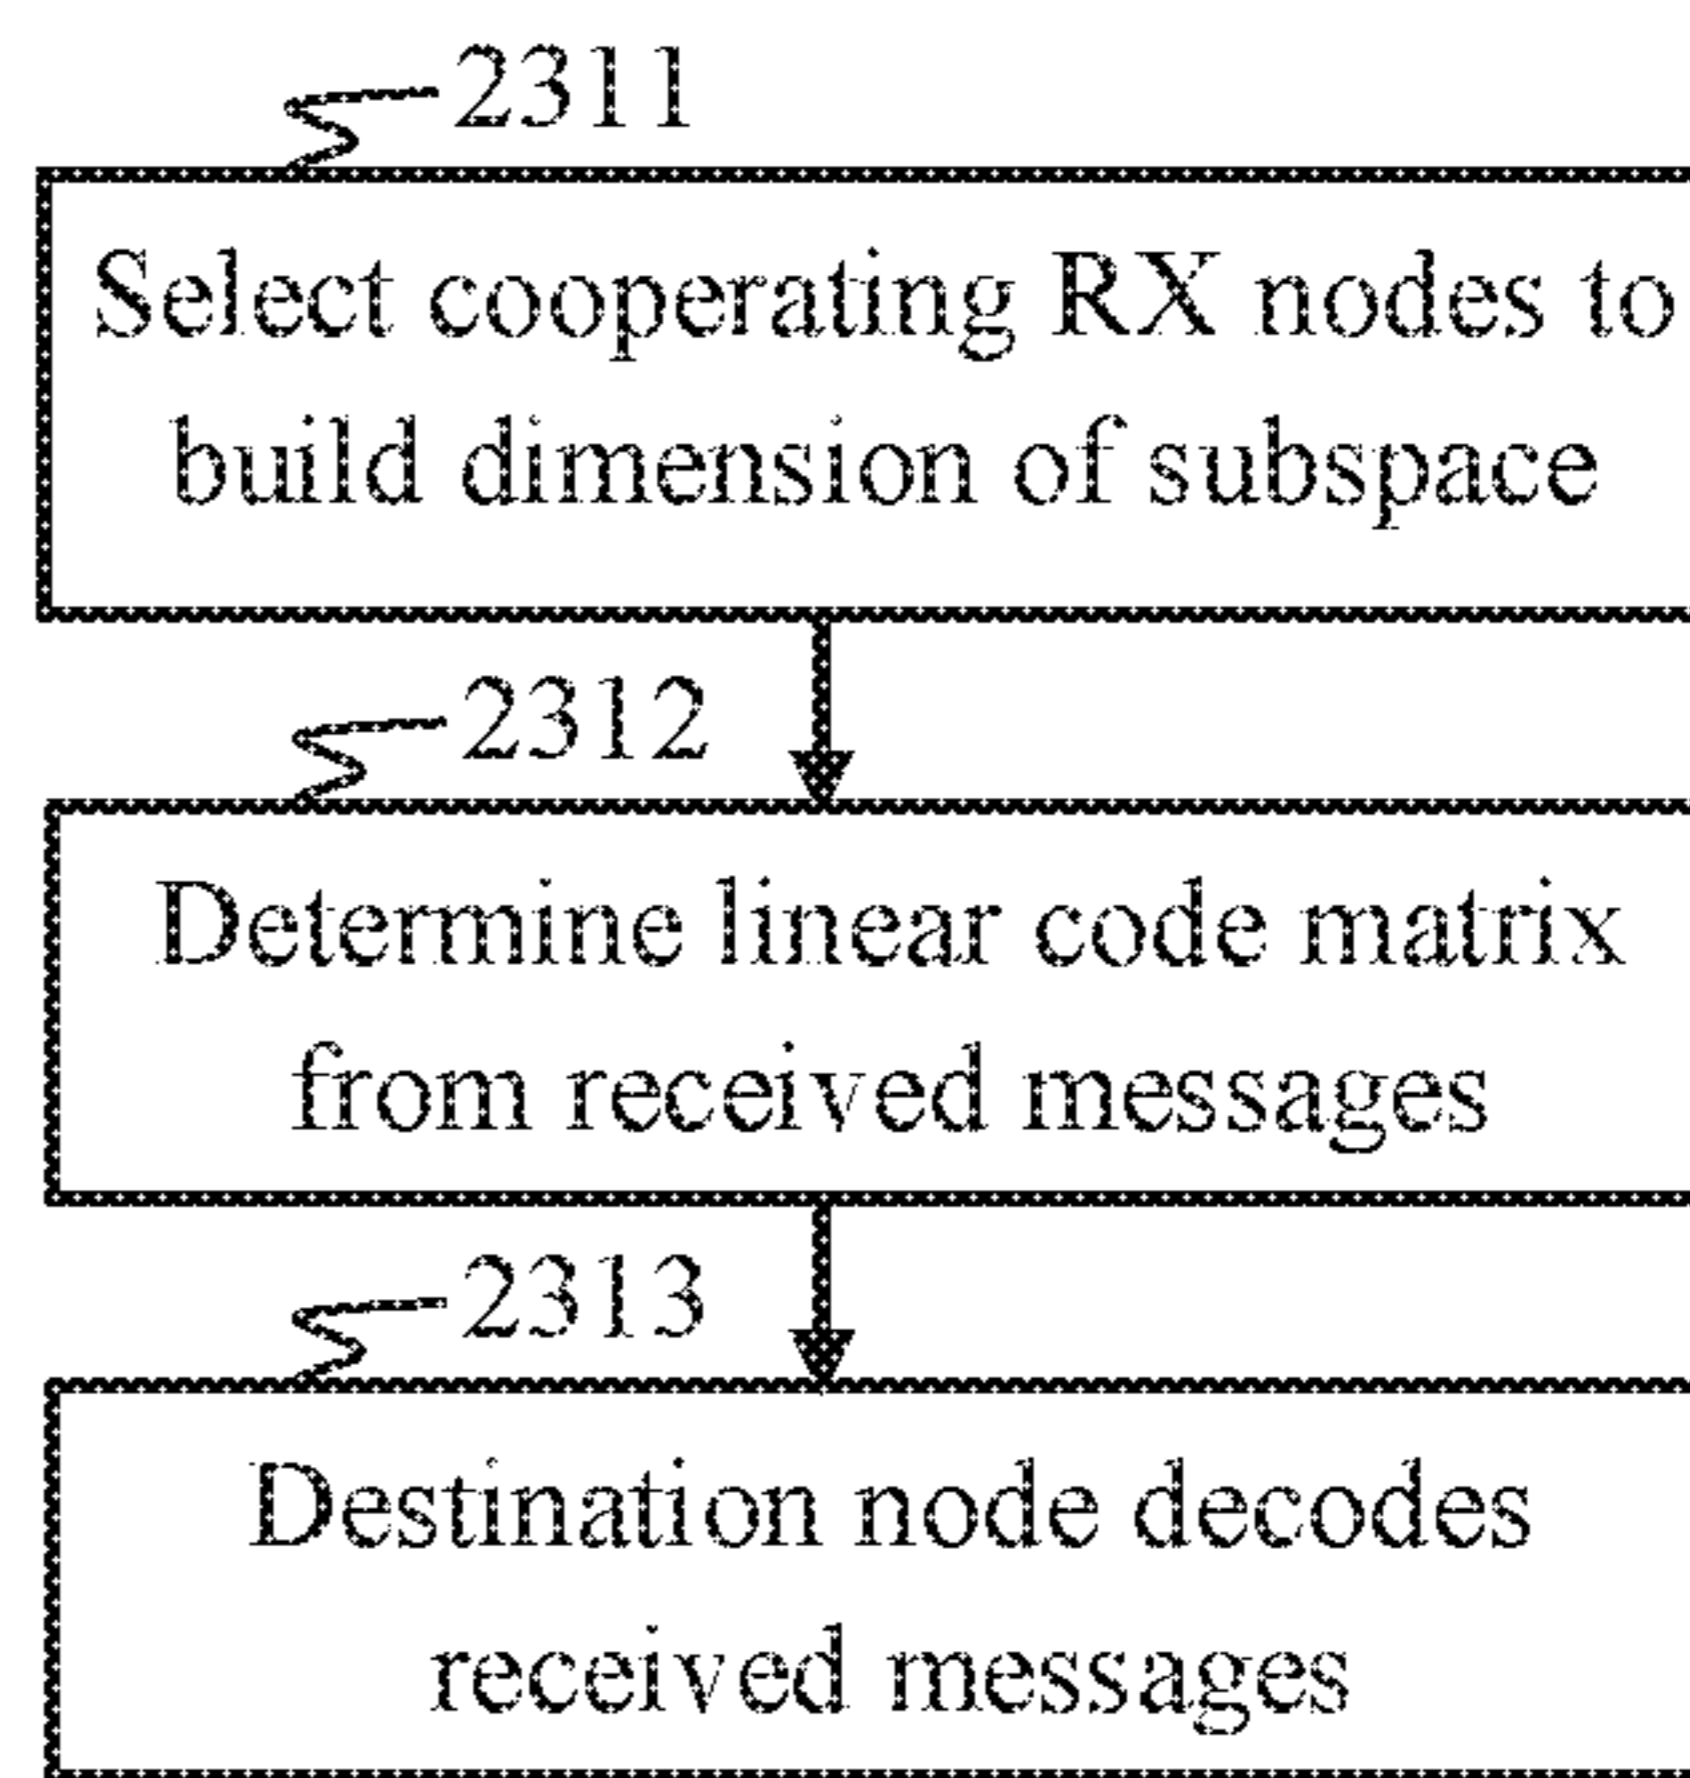 2311
Select cooperating RX nodes to
build dimension of subspace
2312
Determine linear code matrix
from received messages
2313
Destination node decodes
received messages